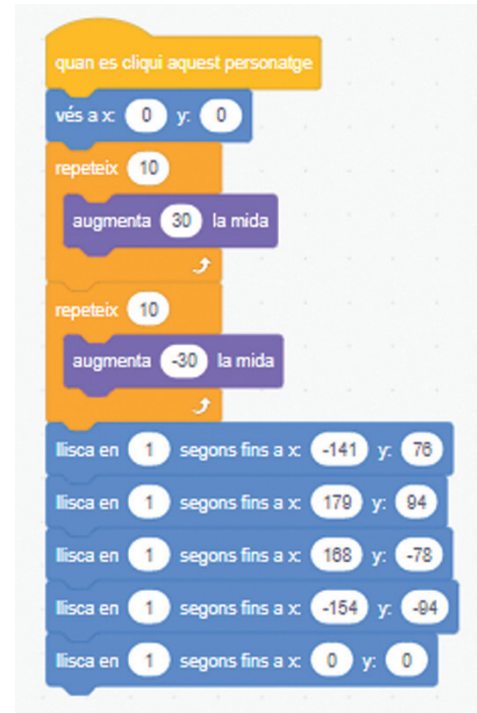 quan es cliqui aquest personatge
vés a x: 0 y: 0
repeteix 10
augmenta 30 la mida
repeteix 10
augmenta -30 la mida
llisca en 1 segons fins a x: -141 y: 76
llisca en 1 segons fins a x: 179 y: 94
llisca en 1 segons fins a x: 168 y: -78
llisca en 1 segons fins a x: -154 y: -94
llisca en 1 segons fins a x: 0 y: 0